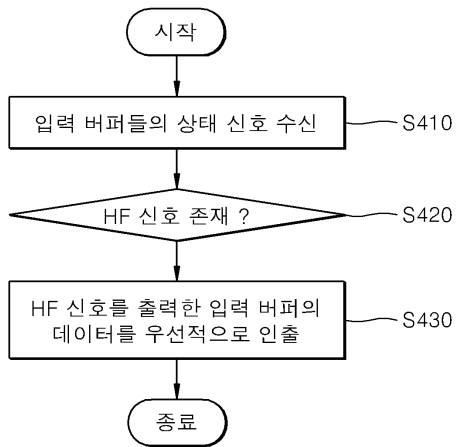 시작
입력 버퍼들의 상태 신호 수신
S410
HF 신호 존재 ?
S420
HF 신호를 출력한 입력 버퍼의
데이터를 우선적으로 인출
S430
종료